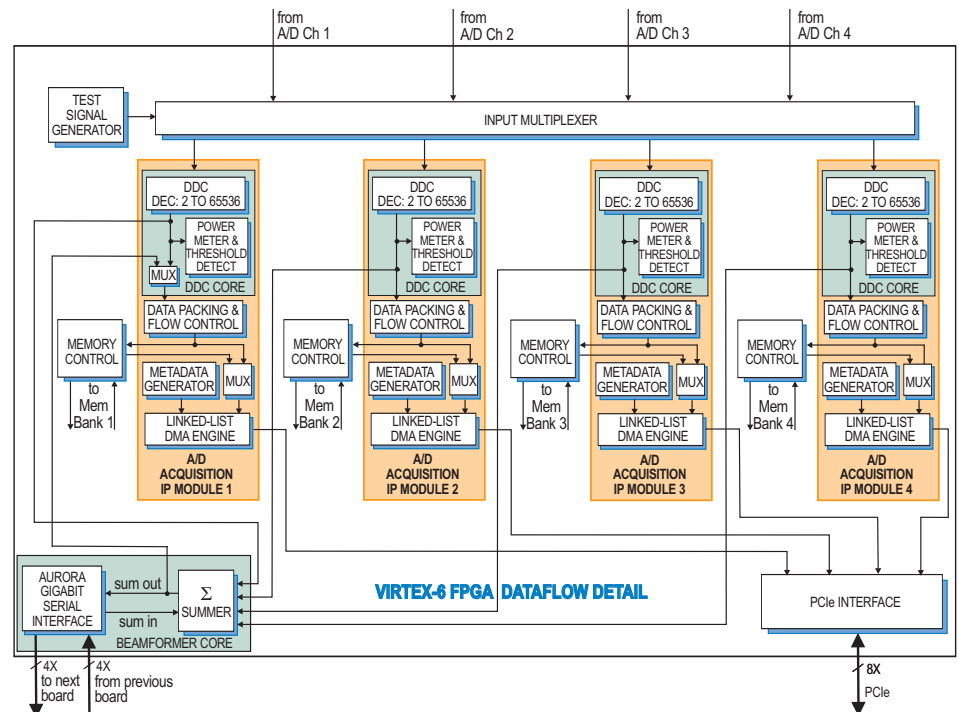 from
A/D Ch 1
from
A/D Ch 2
from
A/D Ch 3
from
A/D Ch 4
TEST
SIGNAL
GENERATOR
INPUT MULTIPLEXER
DDC
DEC: 2 TO 65536
POWER
METER &
THRESHOLD
DETECT
MUX
DDC CORE
DATA PACKING &
FLOW CONTROL
MEMORY
CONTROL
METADATA
GENERATOR
MUX
to
Mem
Bank 1
LINKED-LIST
DMA ENGINE
A/D
ACQUISITION
IP MODULE 1
DDC
DEC: 2 TO 65536
POWER
METER &
THRESHOLD
DETECT
DDC CORE
DATA PACKING &
FLOW CONTROL
MEMORY
CONTROL
METADATA
GENERATOR
MUX
to
Mem
Bank 2
LINKED-LIST
DMA ENGINE
A/D
ACQUISITION
IP MODULE 2
DDC
DEC: 2 TO 65536
POWER
METER &
THRESHOLD
DETECT
DDC CORE
DATA PACKING &
FLOW CONTROL
MEMORY
CONTROL
METADATA
GENERATOR
MUX
to
Mem
Bank 3
LINKED-LIST
DMA ENGINE
A/D
ACQUISITION
IP MODULE 3
DDC
DEC: 2 TO 65536
POWER
METER &
THRESHOLD
DETECT
DDC CORE
DATA PACKING &
FLOW CONTROL
MEMORY
CONTROL
METADATA
GENERATOR
MUX
to
Mem
Bank 4
LINKED-LIST
DMA ENGINE
A/D
ACQUISITION
IP MODULE 4
AURORA
GIGABIT
SERIAL
INTERFACE
sum out
sum in
Σ
SUMMER
BEAMFORMER CORE
VIRTEX-6 FPGA DATAFLOW DETAIL
PCIe INTERFACE
4X
to next
board
4X
from previous
board
8X
PCIe